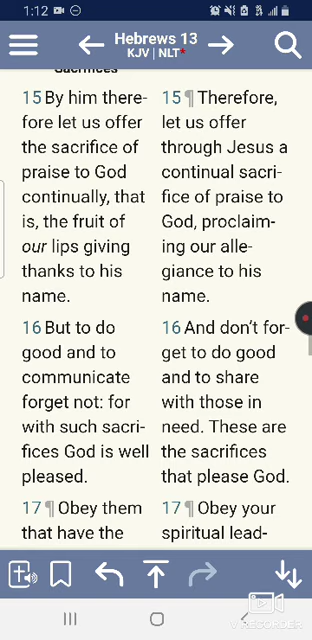 1:12
Hebrews 13
KJV | NLT*
Sacrifices
15 By him there-
fore let us offer
the sacrifice of
praise to God
continually, that
is, the fruit of
our lips giving
thanks to his
name.
16 But to do
good and to
communicate
forget not: for
with such sacri-
fices God is well
pleased.
17 ¶ Obey them
that have the
15 ¶ Therefore,
let us offer
through Jesus a
continual sacri-
fice of praise to
God, proclaim-
ing our alle-
giance to his
name.
16 And don't for-
get to do good
and to share
with those in
need. These are
the sacrifices
that please God.
17 ¶ Obey your
spiritual lead-
V RECORDER